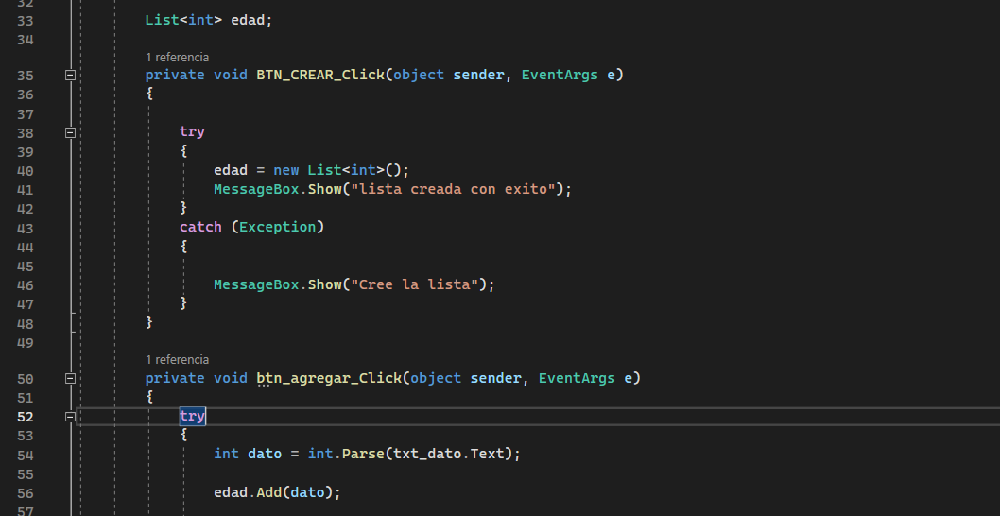 32
33 List<int> edad;
34
1 referencia
35 private void BTN_CREAR_Click(object sender, EventArgs e)
36 {
37
38 try
39 {
40 edad = new List<int>();
41 MessageBox.Show("lista creada con exito");
42 }
43 catch (Exception)
44 {
45
46 MessageBox.Show("Cree la lista");
47 }
48 }
49
1 referencia
50 private void btn_agregar_Click(object sender, EventArgs e)
51 {
52 try
53 {
54 int dato = int.Parse(txt_dato.Text);
55
56 edad.Add(dato);
57